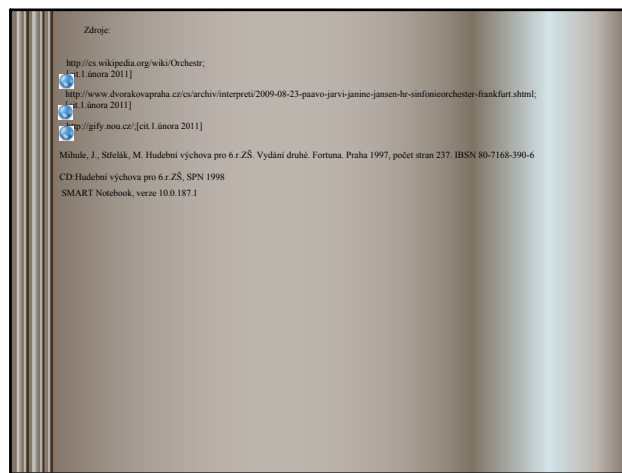 Zdroje:
http://cs.wikipedia.org/wiki/Orchestr;
[cit.1.února 2011]
http://www.dvorakovapraha.cz/cs/archiv/interpreti/2009-08-23-paavo-jarvi-janine-jansen-hr-sinfonieorchester-frankfurt.shtml;
[cit.1.února 2011]
http://gify.nou.cz/;[cit.1.února 2011]
Mihule, J., Střelák, M. Hudební výchova pro 6.r.ZŠ. Vydání druhé. Fortuna. Praha 1997, počet stran 237. IBSN 80-7168-390-6
CD:Hudební výchova pro 6.r.ZŠ, SPN 1998
SMART Notebook, verze 10.0.187.1